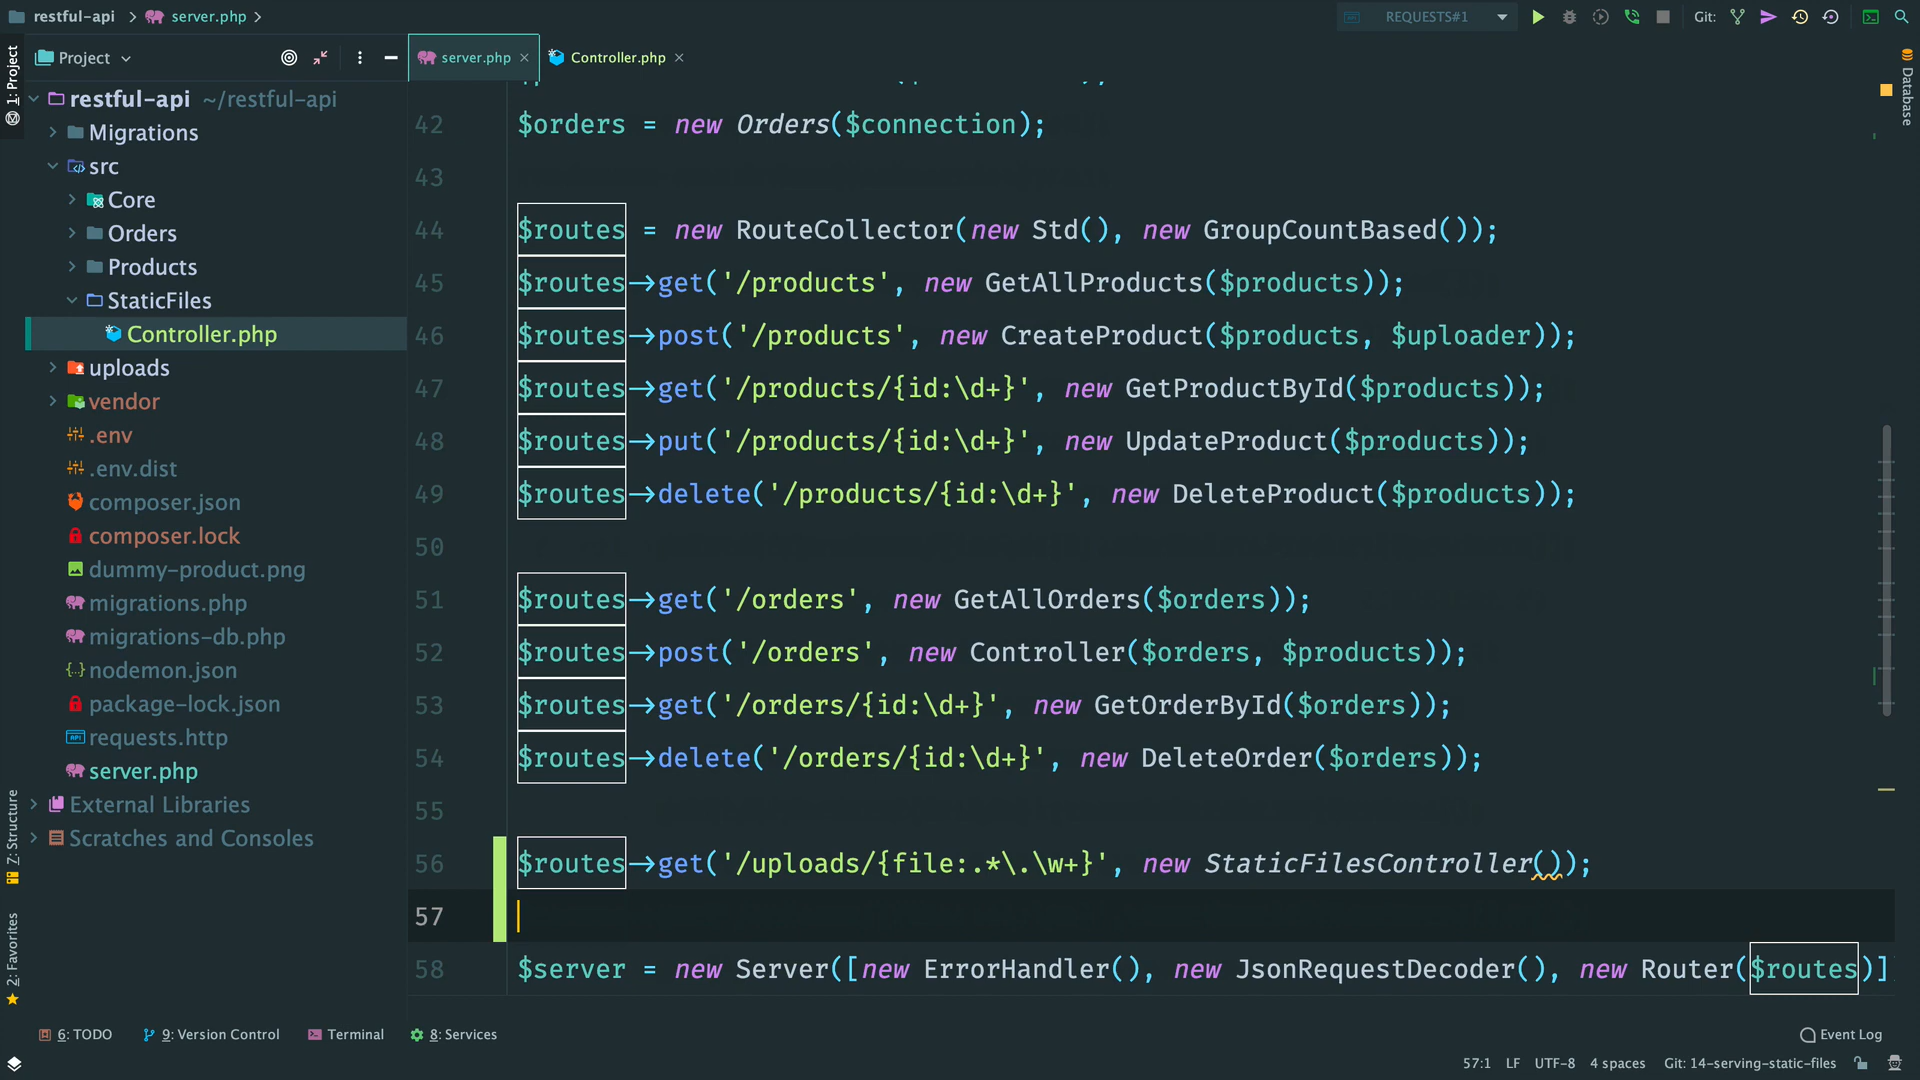 restful-api > server.php >
REQUESTS#1
Git:
1: Project
Project
server.php ×
Controller.php ×
Database
restful-api ~/restful-api
Migrations
src
Core
Orders
Products
StaticFiles
Controller.php
uploads
vendor
.env
.env.dist
composer.json
composer.lock
dummy-product.png
migrations.php
migrations-db.php
nodemon.json
package-lock.json
requests.http
server.php
External Libraries
Scratches and Consoles
Z: Structure
2: Favorites
42 $orders = new Orders($connection);
43
44 $routes = new RouteCollector(new Std(), new GroupCountBased());
45 $routes->get('/products', new GetAllProducts($products));
46 $routes->post('/products', new CreateProduct($products, $uploader));
47 $routes->get('/products/{id:\d+}', new GetProductById($products));
48 $routes->put('/products/{id:\d+}', new UpdateProduct($products));
49 $routes->delete('/products/{id:\d+}', new DeleteProduct($products));
50
51 $routes->get('/orders', new GetAllOrders($orders));
52 $routes->post('/orders', new Controller($orders, $products));
53 $routes->get('/orders/{id:\d+}', new GetOrderById($orders));
54 $routes->delete('/orders/{id:\d+}', new DeleteOrder($orders));
55
56 $routes->get('/uploads/{file:.*\.\w+}', new StaticFilesController());
57
58 $server = new Server([new ErrorHandler(), new JsonRequestDecoder(), new Router($routes)]
6: TODO
9: Version Control
Terminal
8: Services
Event Log
57:1 LF UTF-8 4 spaces Git: 14-serving-static-files